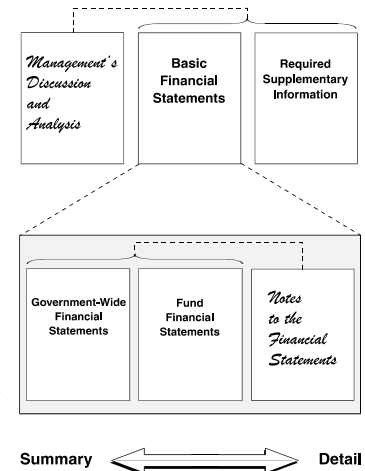 Management's
Discussion
and
Analysis
Basic
Financial
Statements
Required
Supplementary
Information
Government-Wide
Financial
Statements
Fund
Financial
Statements
Notes
to the
Financial
Statements
Summary
Detail